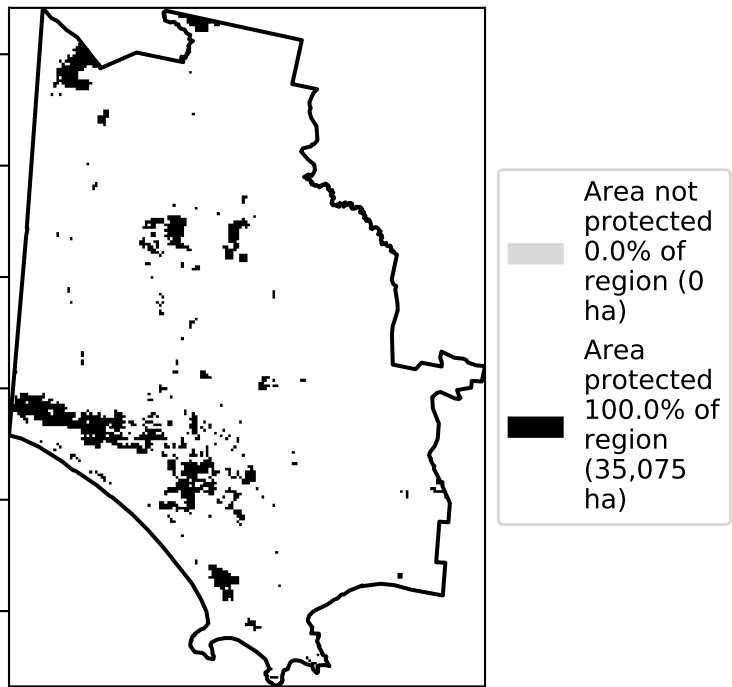 Area not
protected
0.0% of
region (0
ha)
Area
protected
100.0% of
region
(35,075
ha)